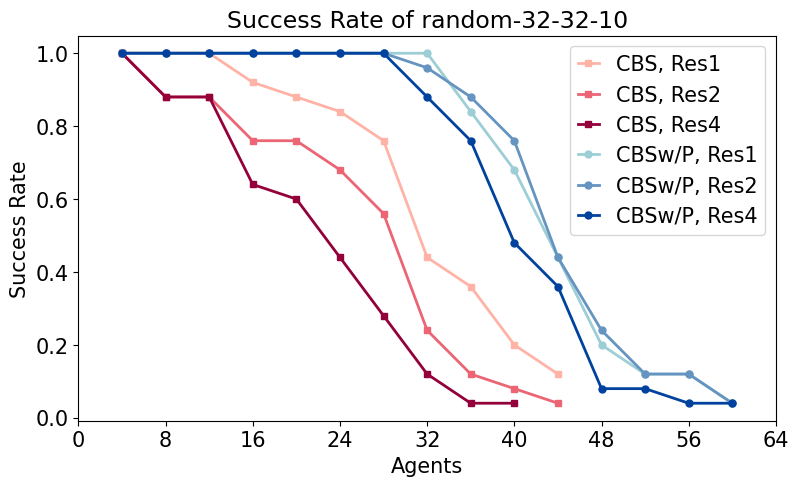 Success Rate of random-32-32-10
1.0
0.8
0.6
0.4
0.2
0.0
Success Rate
0 8 16 24 32 40 48 56 64
Agents
CBS, Res1
CBS, Res2
CBS, Res4
CBSw/P, Res1
CBSw/P, Res2
CBSw/P, Res4